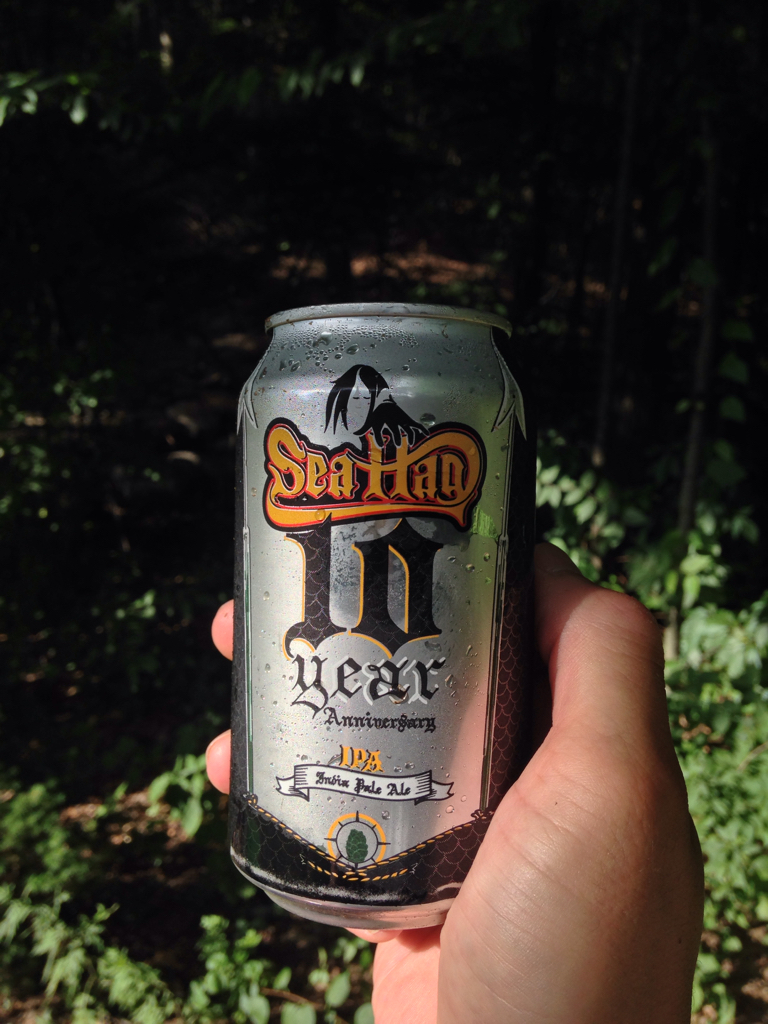 Sea Hag
10
year
Anniversary
IPA
India Pale Ale